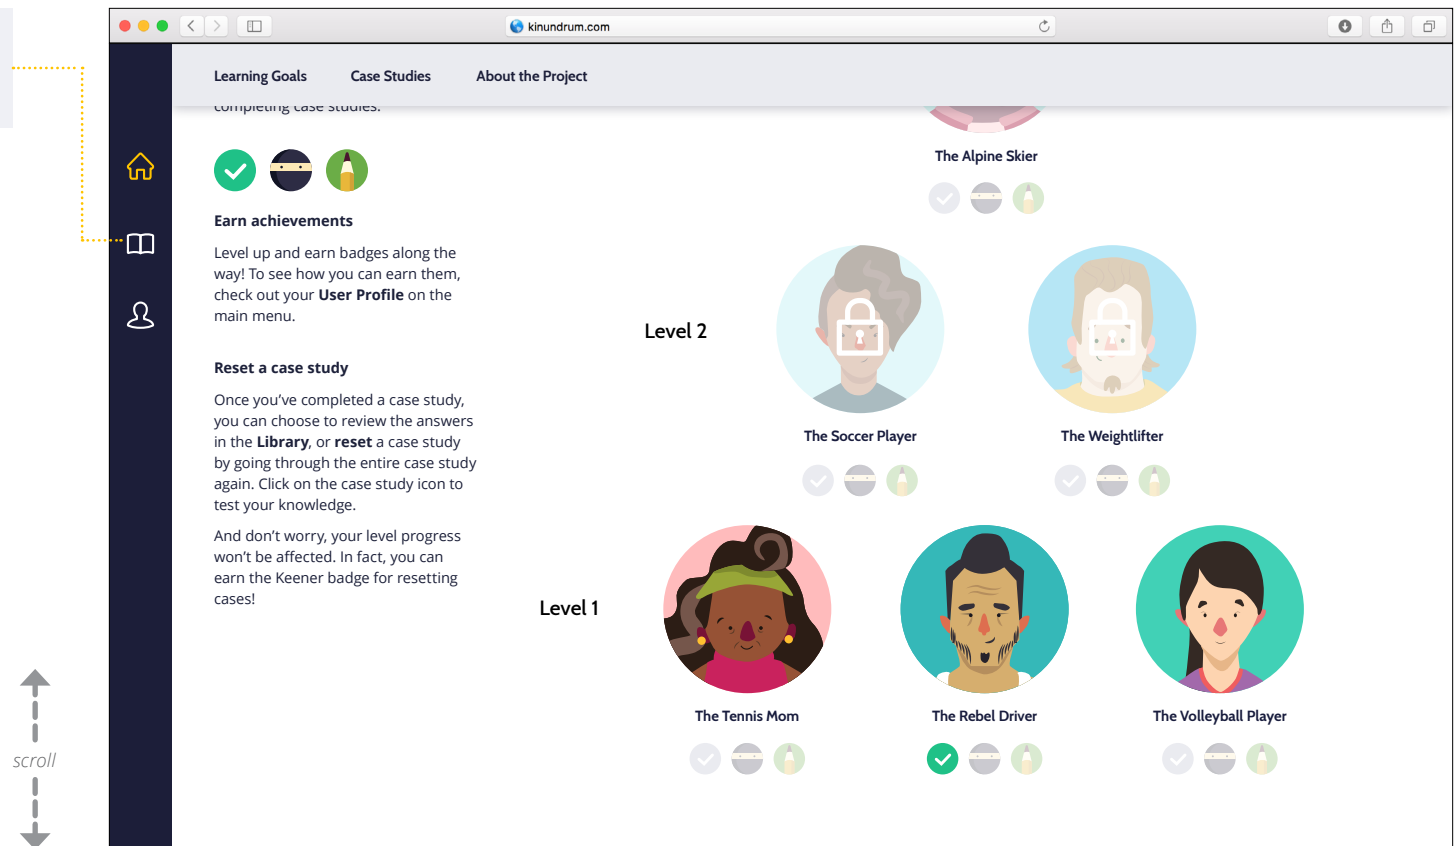 kinundrum.com
Learning Goals
Case Studies
About the Project
completing case studies.
Earn achievements
Level up and earn badges along the
way! To see how you can earn them,
check out your User Profile on the
main menu.
Reset a case study
Once you’ve completed a case study,
you can choose to review the answers
in the Library, or reset a case study
by going through the entire case study
again. Click on the case study icon to
test your knowledge.
And don’t worry, your level progress
won’t be affected. In fact, you can
earn the Keener badge for resetting
cases!
The Alpine Skier
Level 2
The Soccer Player
The Weightlifter
Level 1
The Tennis Mom
The Rebel Driver
The Volleyball Player
scroll